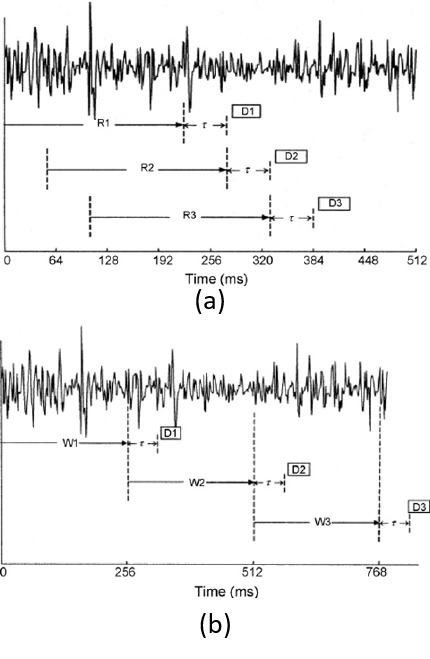 D1
R1 τ
D2
R2 τ
D3
R3 τ
0 64 128 192 256 320 384 448 512
Time (ms)
(a)
D1
W1 τ
D2
W2 τ
D3
W3 τ
0 256 512 768
Time (ms)
(b)